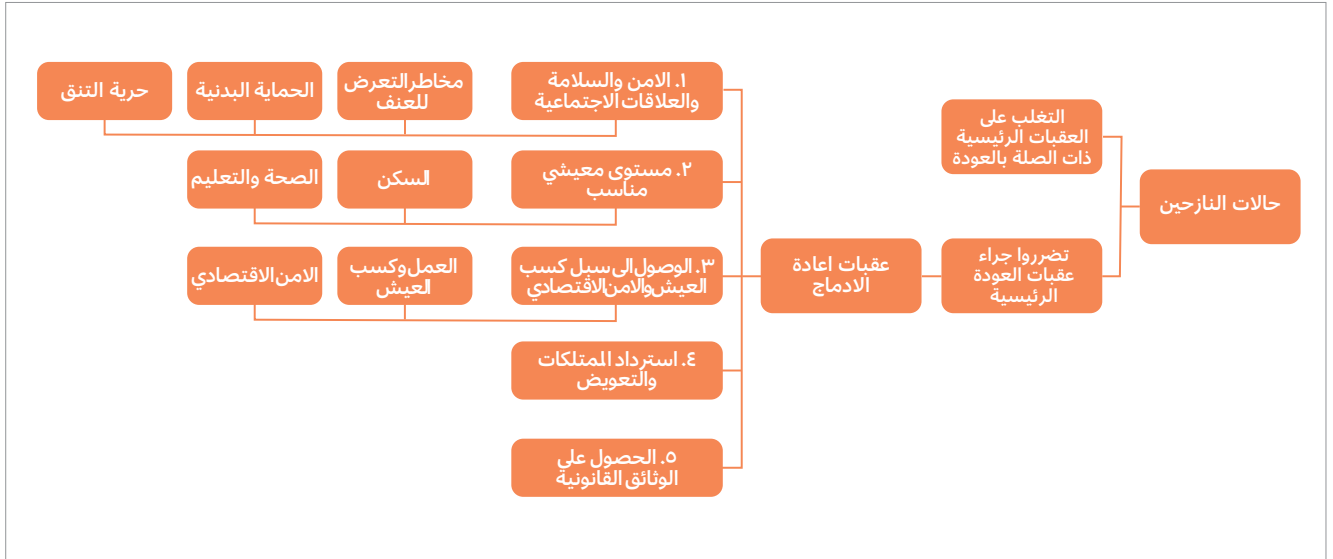 حالات النازحين
التغلب على
العقبات الرئيسية
ذات الصلة بالعودة
تضرروا جراء
عقبات العودة
الرئيسية
عقبات اعادة
الادماج
١. الامن والسلامة
والعلاقات الاجتماعية
مخاطر التعرض
للعنف
الحماية البدنية
حرية التنق
٢. مستوى معيشي
مناسب
السكن
الصحة والتعليم
٣. الوصول الى سبل كسب
العيش والامن الاقتصادي
العمل وكسب
العيش
الامن الاقتصادي
٤. استرداد الممتلكات
والتعويض
٥. الحصول على
الوثائق القانونية